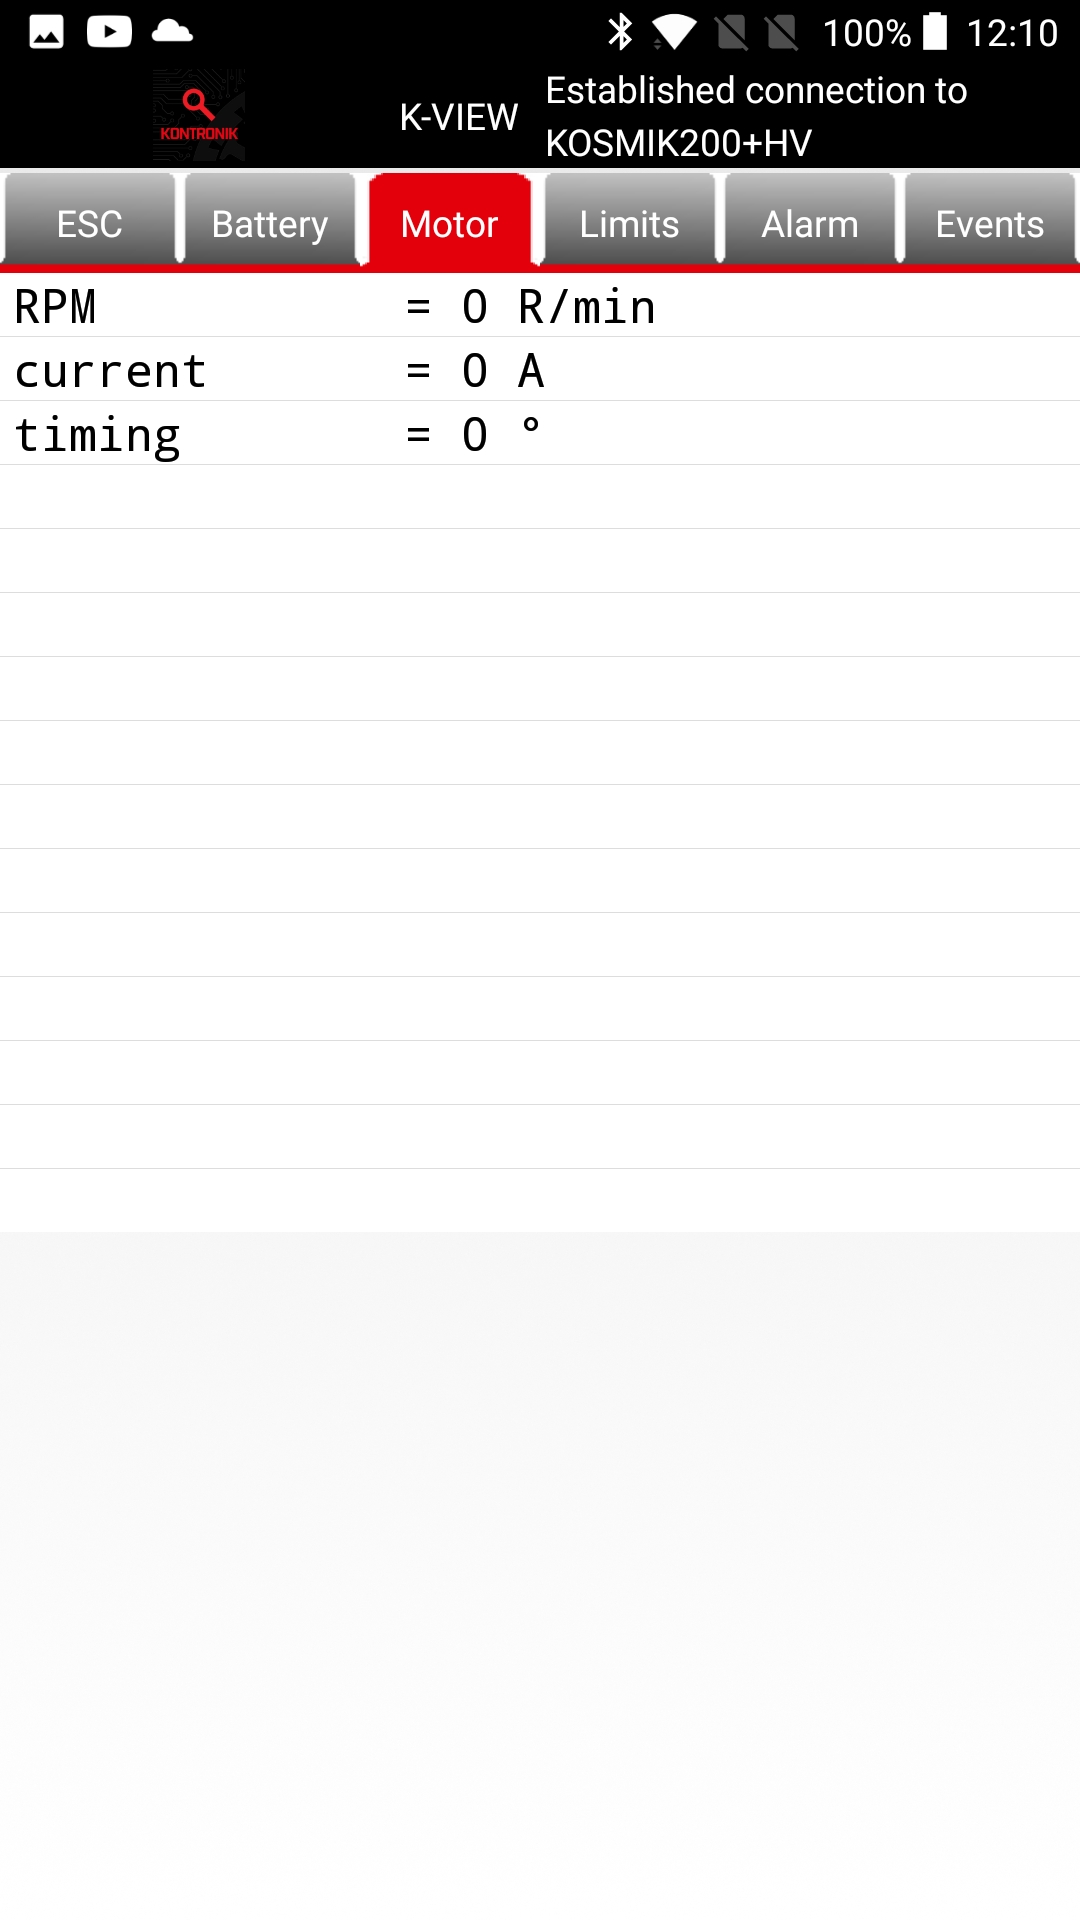 100% 12:10
KONTRONIK
K-VIEW
Established connection to
KOSMIK200+HV
ESC Battery Motor Limits Alarm Events
RPM = 0 R/min
current = 0 A
timing = 0 °